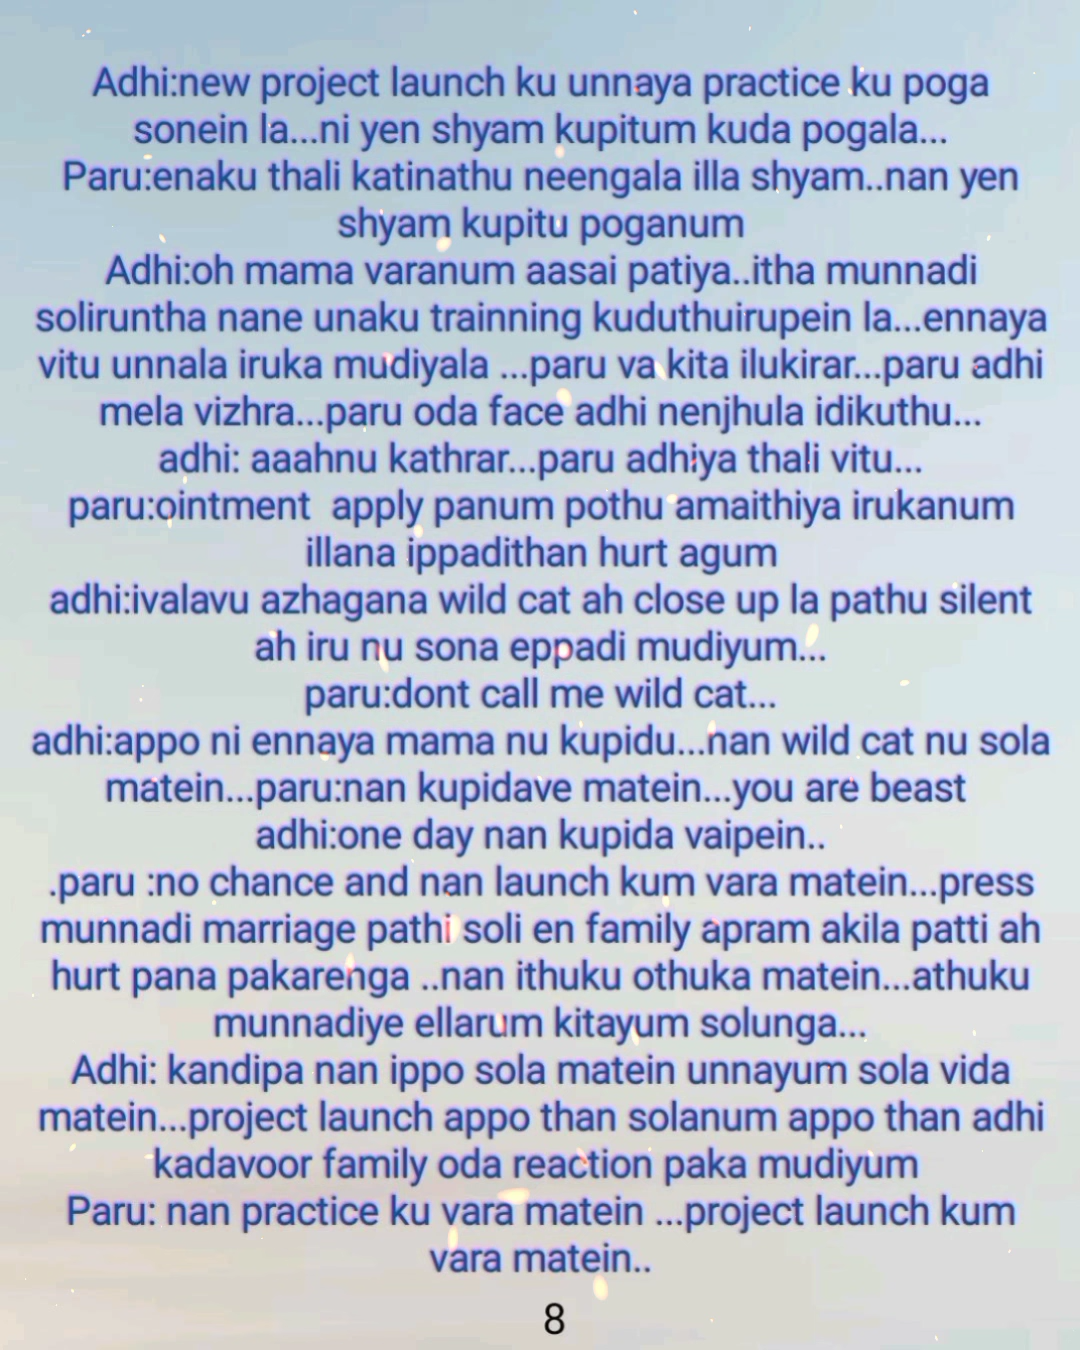 Adhi:new project launch ku unnaya practice ku poga
sonein la...ni yen shyam kupitum kuda pogala...
Paru:enaku thali katinathu neengala illa shyam..nan yen
shyam kupitu poganum
Adhi:oh mama varanum aasai patiya..itha munnadi
soliruntha nane unaku trainning kuduthuirupein la...ennaya
vitu unnala iruka mudiyala ...paru va kita ilukirar...paru adhi
mela vizhra...paru oda face adhi nenjhula idikuthu...
adhi: aaahnu kathrar...paru adhiya thali vitu...
paru:ointment  apply panum pothu amaithiya irukanum
illana ippadithan hurt agum
adhi:ivalavu azhagana wild cat ah close up la pathu silent
ah iru nu sona eppadi mudiyum...
paru:dont call me wild cat...
adhi:appo ni ennaya mama nu kupidu...nan wild cat nu sola
matein...paru:nan kupidave matein...you are beast
adhi:one day nan kupida vaipein..
.paru :no chance and nan launch kum vara matein...press
munnadi marriage pathi soli en family apram akila patti ah
hurt pana pakarenga ..nan ithuku othuka matein...athuku
munnadiye ellarum kitayum solunga...
Adhi: kandipa nan ippo sola matein unnayum sola vida
matein...project launch appo than solanum appo than adhi
kadavoor family oda reaction paka mudiyum
Paru: nan practice ku vara matein ...project launch kum
vara matein..
8